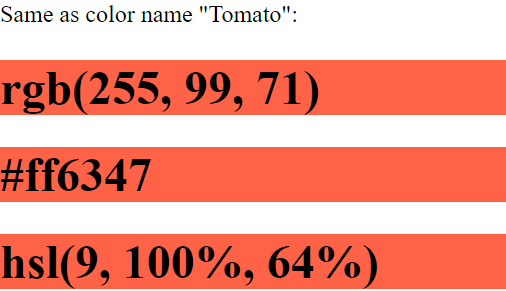 Same as color name "Tomato":
rgb(255, 99, 71)
#ff6347
hsl(9, 100%, 64%)